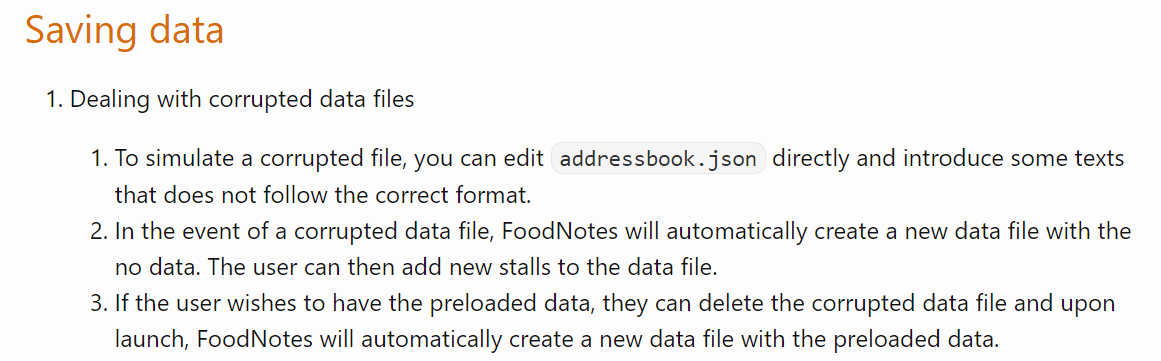 Saving data
1. Dealing with corrupted data files
1. To simulate a corrupted file, you can edit addressbook.json directly and introduce some texts
that does not follow the correct format.
2. In the event of a corrupted data file, FoodNotes will automatically create a new data file with the
no data. The user can then add new stalls to the data file.
3. If the user wishes to have the preloaded data, they can delete the corrupted data file and upon
launch, FoodNotes will automatically create a new data file with the preloaded data.